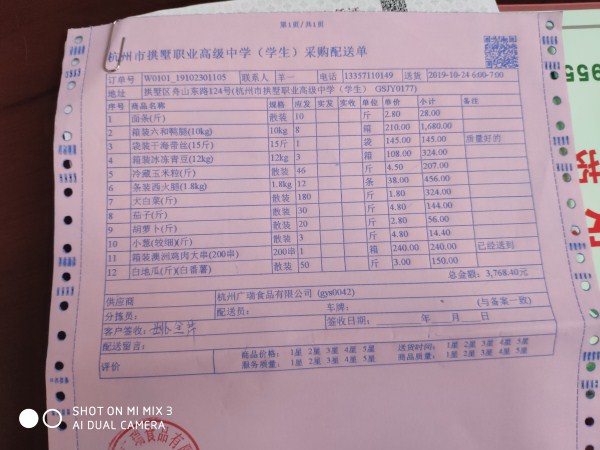 第1页/共1页
杭州市拱墅职业高级中学（学生）采购配送单
订单号 W0101_19102301105 联系人 羊一 电话 13357110149 送货 2019-10-24 6:00-7:00
地址 拱墅区舟山东路124号(杭州市拱墅职业高级中学（学生） GSJY0177)
序号 商品名称 规格 应发 实发 实收 单位 单价 小计 备注
1 面条(斤) 散装 10 斤 2.80 28.00
2 箱装六和鸭腿(10kg) 10kg 8 箱 210.00 1,680.00
3 袋装干海带丝(15斤) 15斤 1 袋 145.00 145.00 质量好的
4 箱装冰冻青豆(12kg) 12kg 3 箱 108.00 324.00
5 冷藏玉米粒(斤) 散装 46 斤 4.50 207.00
6 条装西火腿(1.8kg) 1.8kg 12 条 38.00 456.00
7 大白菜(斤) 散装 180 斤 1.80 324.00
8 茄子(斤) 散装 30 斤 4.80 144.00
9 胡萝卜(斤) 散装 20 斤 2.80 56.00
10 小葱(较细)(斤) 散装 3 斤 4.80 14.40
11 箱装澳洲鸡肉大串(200串) 200串 1 箱 240.00 240.00 已经送到
12 白地瓜(斤)(白番薯) 散装 50 斤 3.00 150.00
总金额: 3,768.40元
供应商 杭州广瑞食品有限公司 (gys0042)
分拣员: 配送员: 车牌: (与备案一致)
客户签收: 签收日期: 年 月 日
配送留言:
评价 商品价格: 1星 2星 3星 4星 5星 送货时间: 1星 2星 3星 4星 5星
服务质量: 1星 2星 3星 4星 5星 商品质量: 1星 2星 3星 4星 5星
SHOT ON MI MIX 3
AI DUAL CAMERA
广瑞食品有限